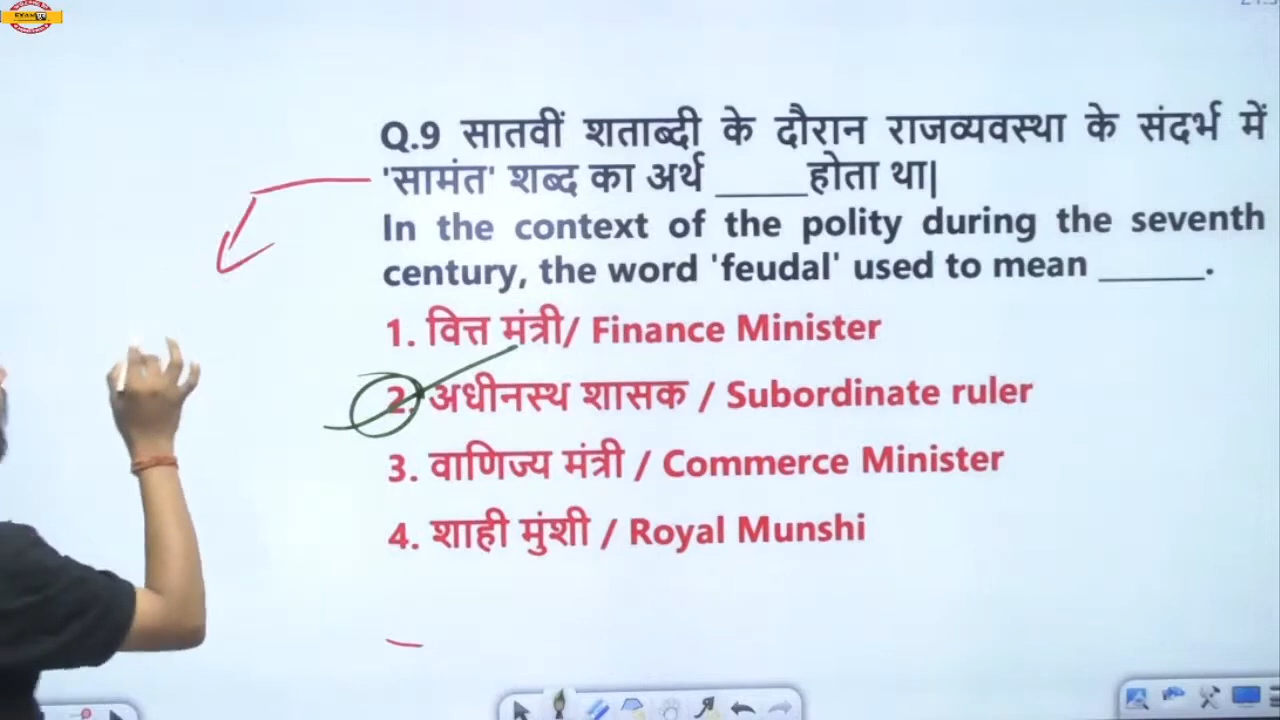 EXAM
Q.9 सातवीं शताब्दी के दौरान राजव्यवस्था के संदर्भ में
'सामंत' शब्द का अर्थ _____होता था|
In the context of the polity during the seventh
century, the word 'feudal' used to mean ______.
1. वित्त मंत्री/ Finance Minister
2. अधीनस्थ शासक / Subordinate ruler
3. वाणिज्य मंत्री / Commerce Minister
4. शाही मुंशी / Royal Munshi